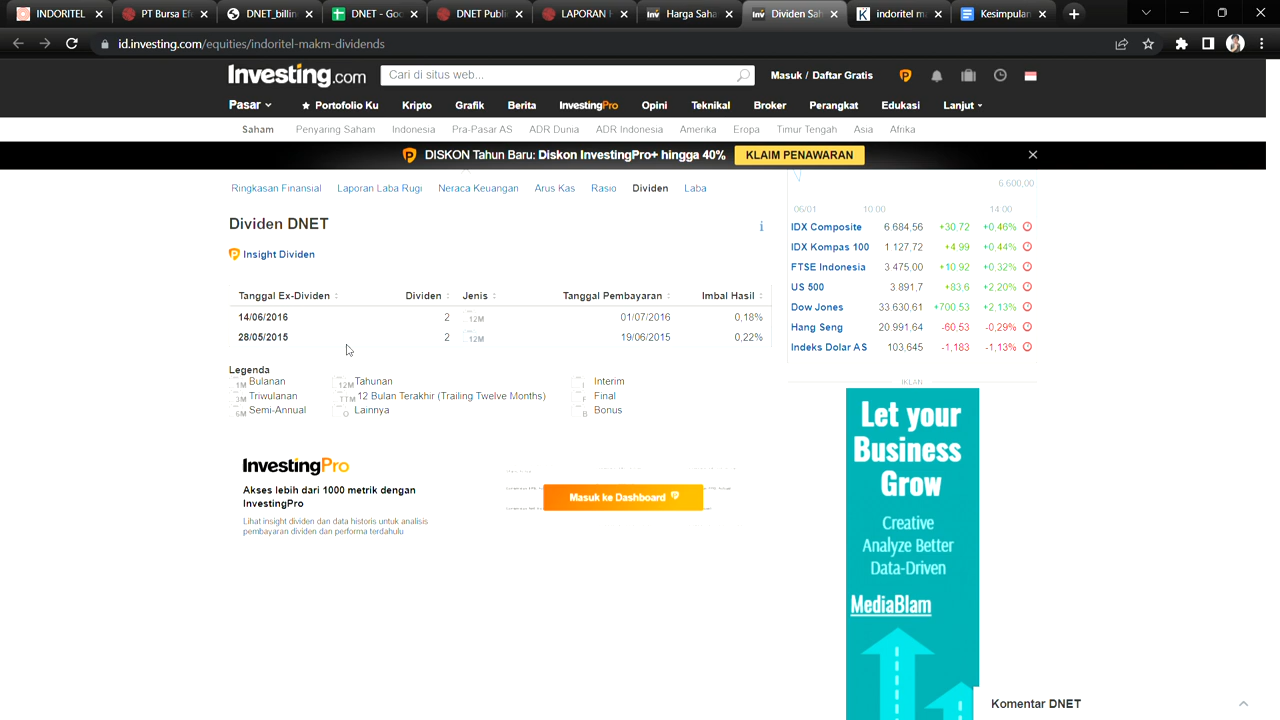 INDORITEL
PT Bursa Efe
DNET_billin
DNET - Goo
DNET Publi
LAPORAN
Harga Saha
Dividen Sah
indoritel ma
Kesimpulan
id.investing.com/equities/indoritel-makm-dividends
Investing.com
Cari di situs web...
Masuk / Daftar Gratis
Pasar
Portofolio Ku
Kripto
Grafik
Berita
InvestingPro
Opini
Teknikal
Broker
Perangkat
Edukasi
Lanjut
Saham
Penyaring Saham
Indonesia
Pra-Pasar AS
ADR Dunia
ADR Indonesia
Amerika
Eropa
Timur Tengah
Asia
Afrika
DISKON Tahun Baru: Diskon InvestingPro+ hingga 40%
KLAIM PENAWARAN
Ringkasan Finansial
Laporan Laba Rugi
Neraca Keuangan
Arus Kas
Rasio
Dividen
Laba
Dividen DNET
Insight Dividen
Tanggal Ex-Dividen Dividen Jenis Tanggal Pembayaran Imbal Hasil
14/06/2016 2 12M 01/07/2016 0,18%
28/05/2015 2 12M 19/06/2015 0,22%
Legenda
1M Bulanan 12M Tahunan I Interim
3M Triwulanan TTM 12 Bulan Terakhir (Trailing Twelve Months) F Final
6M Semi-Annual O Lainnya B Bonus
InvestingPro
Akses lebih dari 1000 metrik dengan
InvestingPro
Lihat insight dividen dan data historis untuk analisis
pembayaran dividen dan performa terdahulu
Masuk ke Dashboard
6.600,00
06/01 10:00 14:00
IDX Composite 6.684,56 +30,72 +0,46%
IDX Kompas 100 1.127,72 +4,99 +0,44%
FTSE Indonesia 3.475,00 +10,92 +0,32%
US 500 3.891,7 +83,6 +2,20%
Dow Jones 33.630,61 +700,53 +2,13%
Hang Seng 20.991,64 -60,53 -0,29%
Indeks Dolar AS 103,645 -1,183 -1,13%
IKLAN
Let your
Business
Grow
Creative
Analyze Better
Data-Driven
MediaBlam
Komentar DNET